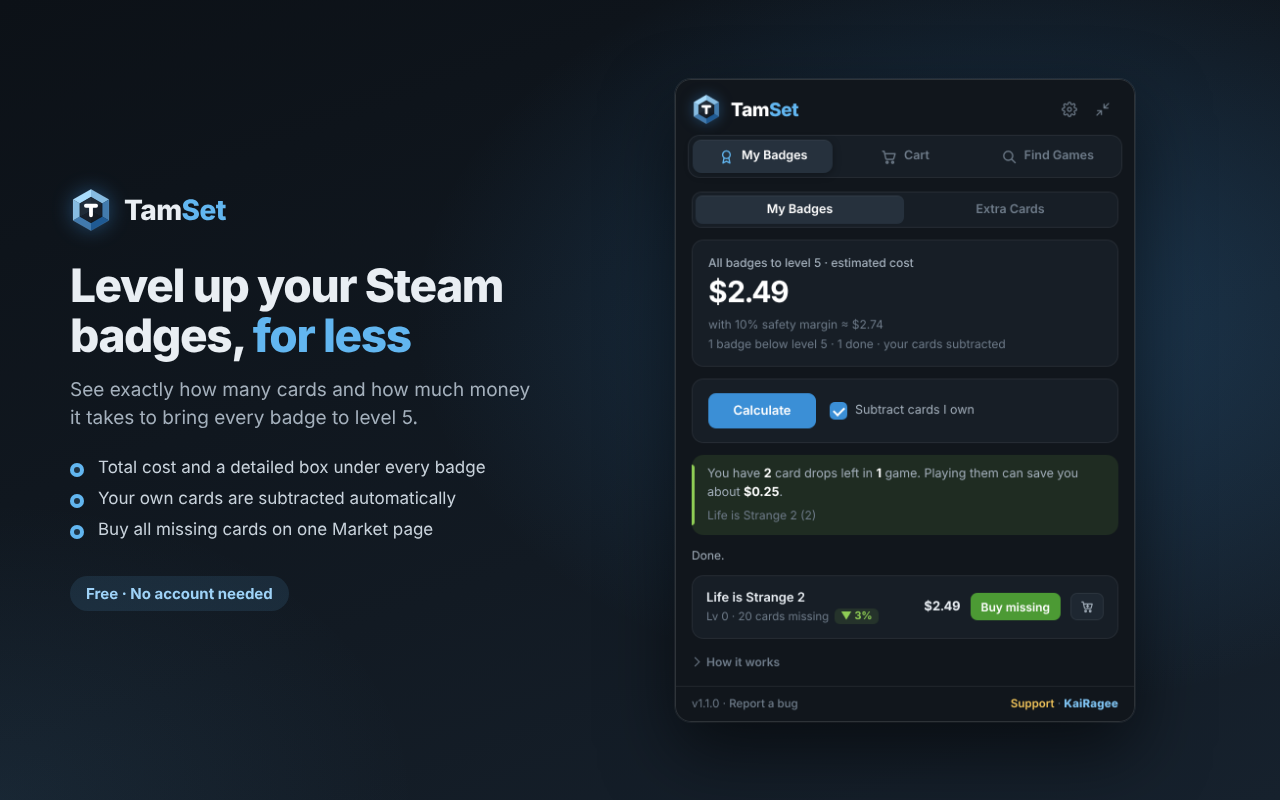 TamSet
Level up your Steam
badges, for less
See exactly how many cards and how much money
it takes to bring every badge to level 5.
Total cost and a detailed box under every badge
Your own cards are subtracted automatically
Buy all missing cards on one Market page
Free · No account needed
TamSet
My Badges
Cart
Find Games
My Badges
Extra Cards
All badges to level 5 · estimated cost
$2.49
with 10% safety margin ≈ $2.74
1 badge below level 5 · 1 done · your cards subtracted
Calculate
Subtract cards I own
You have 2 card drops left in 1 game. Playing them can save you
about $0.25.
Life is Strange 2 (2)
Done.
Life is Strange 2
Lv 0 · 20 cards missing ▼ 3%
$2.49
Buy missing
How it works
v1.1.0 · Report a bug
Support · KaiRagee